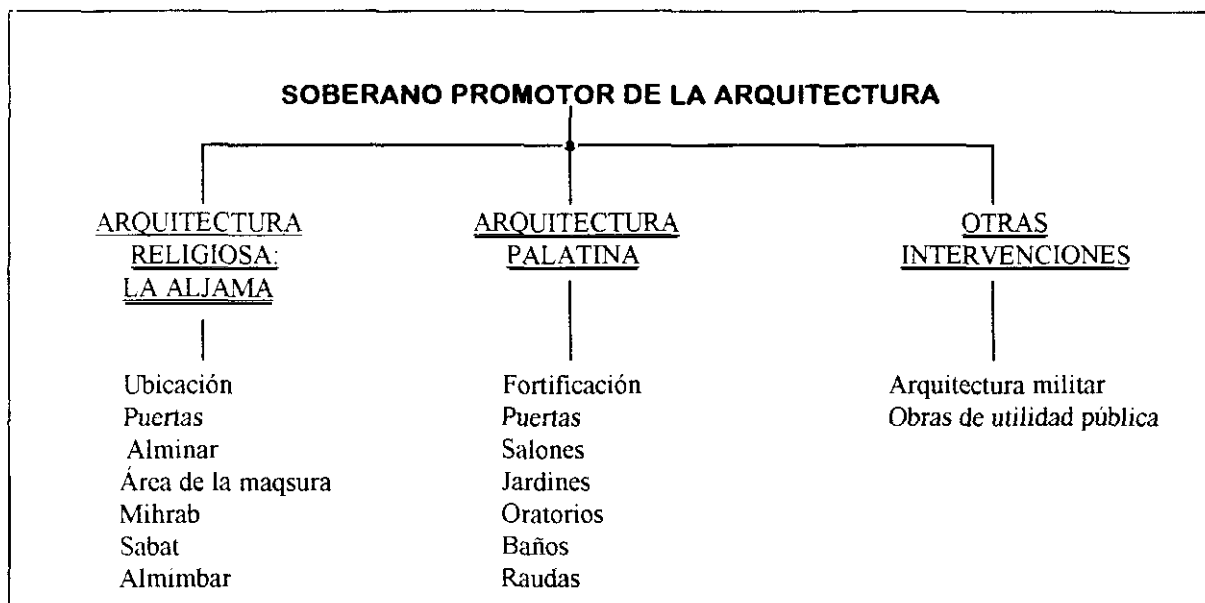 SOBERANO PROMOTOR DE LA ARQUITECTURA
ARQUITECTURA
RELIGIOSA:
LA ALJAMA
Ubicación
Puertas
Alminar
Área de la maqsura
Mihrab
Sabat
Almimbar
ARQUITECTURA
PALATINA
Fortificación
Puertas
Salones
Jardines
Oratorios
Baños
Raudas
OTRAS
INTERVENCIONES
Arquitectura militar
Obras de utilidad pública